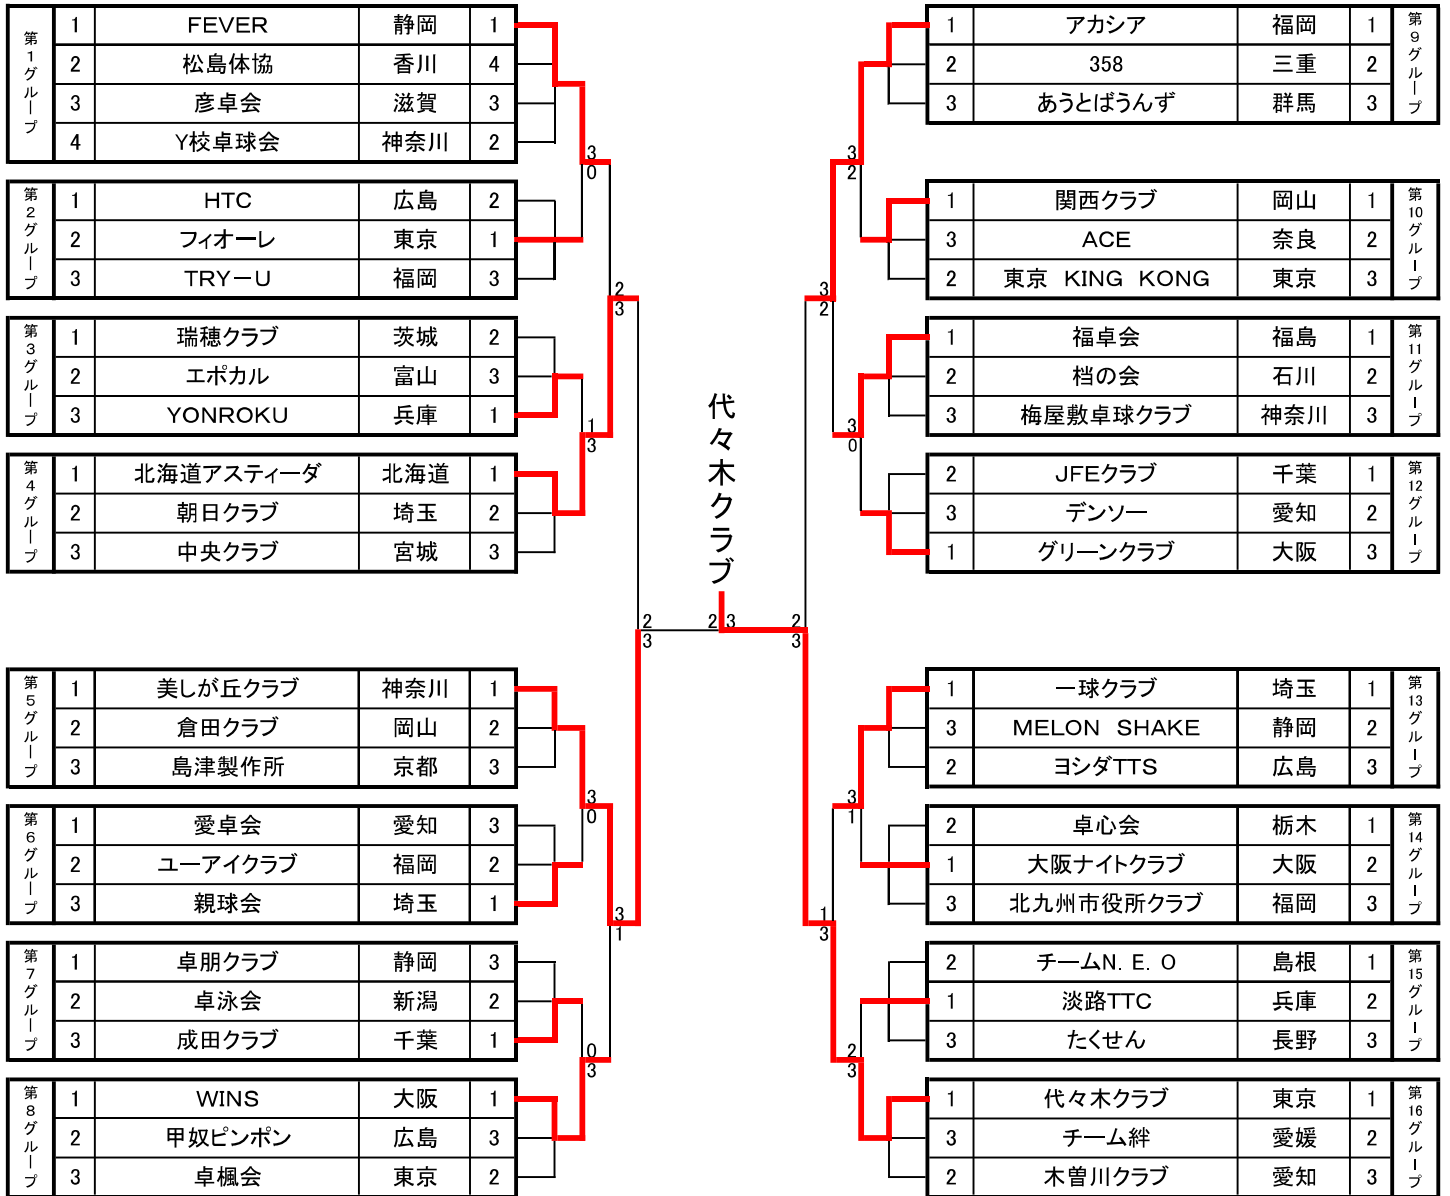 第1グループ
1 FEVER 静岡 1
2 松島体協 香川 4
3 彦卓会 滋賀 3
4 Y校卓球会 神奈川 2
3
0
第2グループ
1 HTC 広島 2
2 フィオーレ 東京 1
3 TRY－U 福岡 3
2
3
第3グループ
1 瑞穂クラブ 茨城 2
2 エポカル 富山 3
3 YONROKU 兵庫 1
1
3
第4グループ
1 北海道アスティーダ 北海道 1
2 朝日クラブ 埼玉 2
3 中央クラブ 宮城 3
2
3
第5グループ
1 美しが丘クラブ 神奈川 1
2 倉田クラブ 岡山 2
3 島津製作所 京都 3
3
0
第6グループ
1 愛卓会 愛知 3
2 ユーアイクラブ 福岡 2
3 親球会 埼玉 1
3
1
第7グループ
1 卓朋クラブ 静岡 3
2 卓泳会 新潟 2
3 成田クラブ 千葉 1
0
3
第8グループ
1 WINS 大阪 1
2 甲奴ピンポン 広島 3
3 卓楓会 東京 2
代々木クラブ
2 3
1 アカシア 福岡 1
2 358 三重 2
3 あうとばうんず 群馬 3
第9グループ
3
2
1 関西クラブ 岡山 1
3 ACE 奈良 2
2 東京 KING KONG 東京 3
第10グループ
3
2
1 福卓会 福島 1
2 档の会 石川 2
3 梅屋敷卓球クラブ 神奈川 3
第11グループ
3
0
2 JFEクラブ 千葉 1
3 デンソー 愛知 2
1 グリーンクラブ 大阪 3
第12グループ
2
3
1 一球クラブ 埼玉 1
3 MELON SHAKE 静岡 2
2 ヨシダTTS 広島 3
第13グループ
3
1
2 卓心会 栃木 1
1 大阪ナイトクラブ 大阪 2
3 北九州市役所クラブ 福岡 3
第14グループ
1
3
2 チームN．E．O 島根 1
1 淡路TTC 兵庫 2
3 たくせん 長野 3
第15グループ
2
3
1 代々木クラブ 東京 1
3 チーム絆 愛媛 2
2 木曽川クラブ 愛知 3
第16グループ